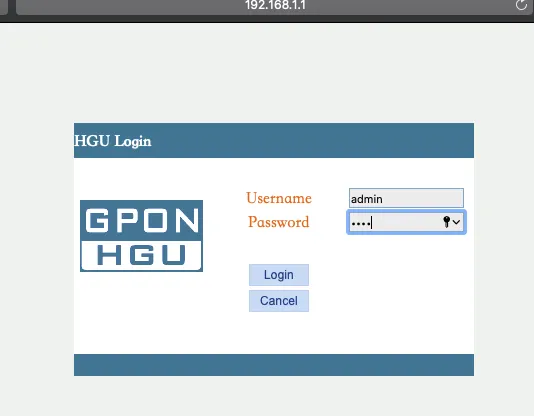 192.168.1.1
HGU Login
Username admin
Password ••••
GPON
HGU
Login
Cancel